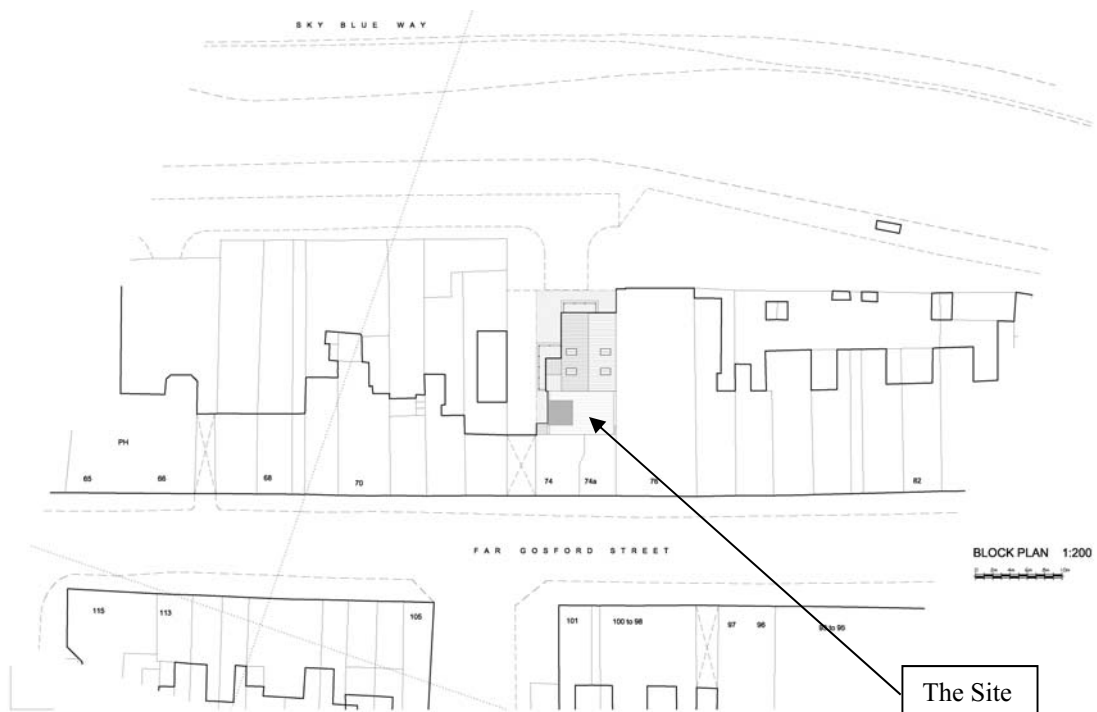 SKY BLUE WAY
PH
65
66
68
70
74
74a
76
82
FAR GOSFORD STREET
BLOCK PLAN 1:200
115
113
105
101
100 to 98
97
96
The Site